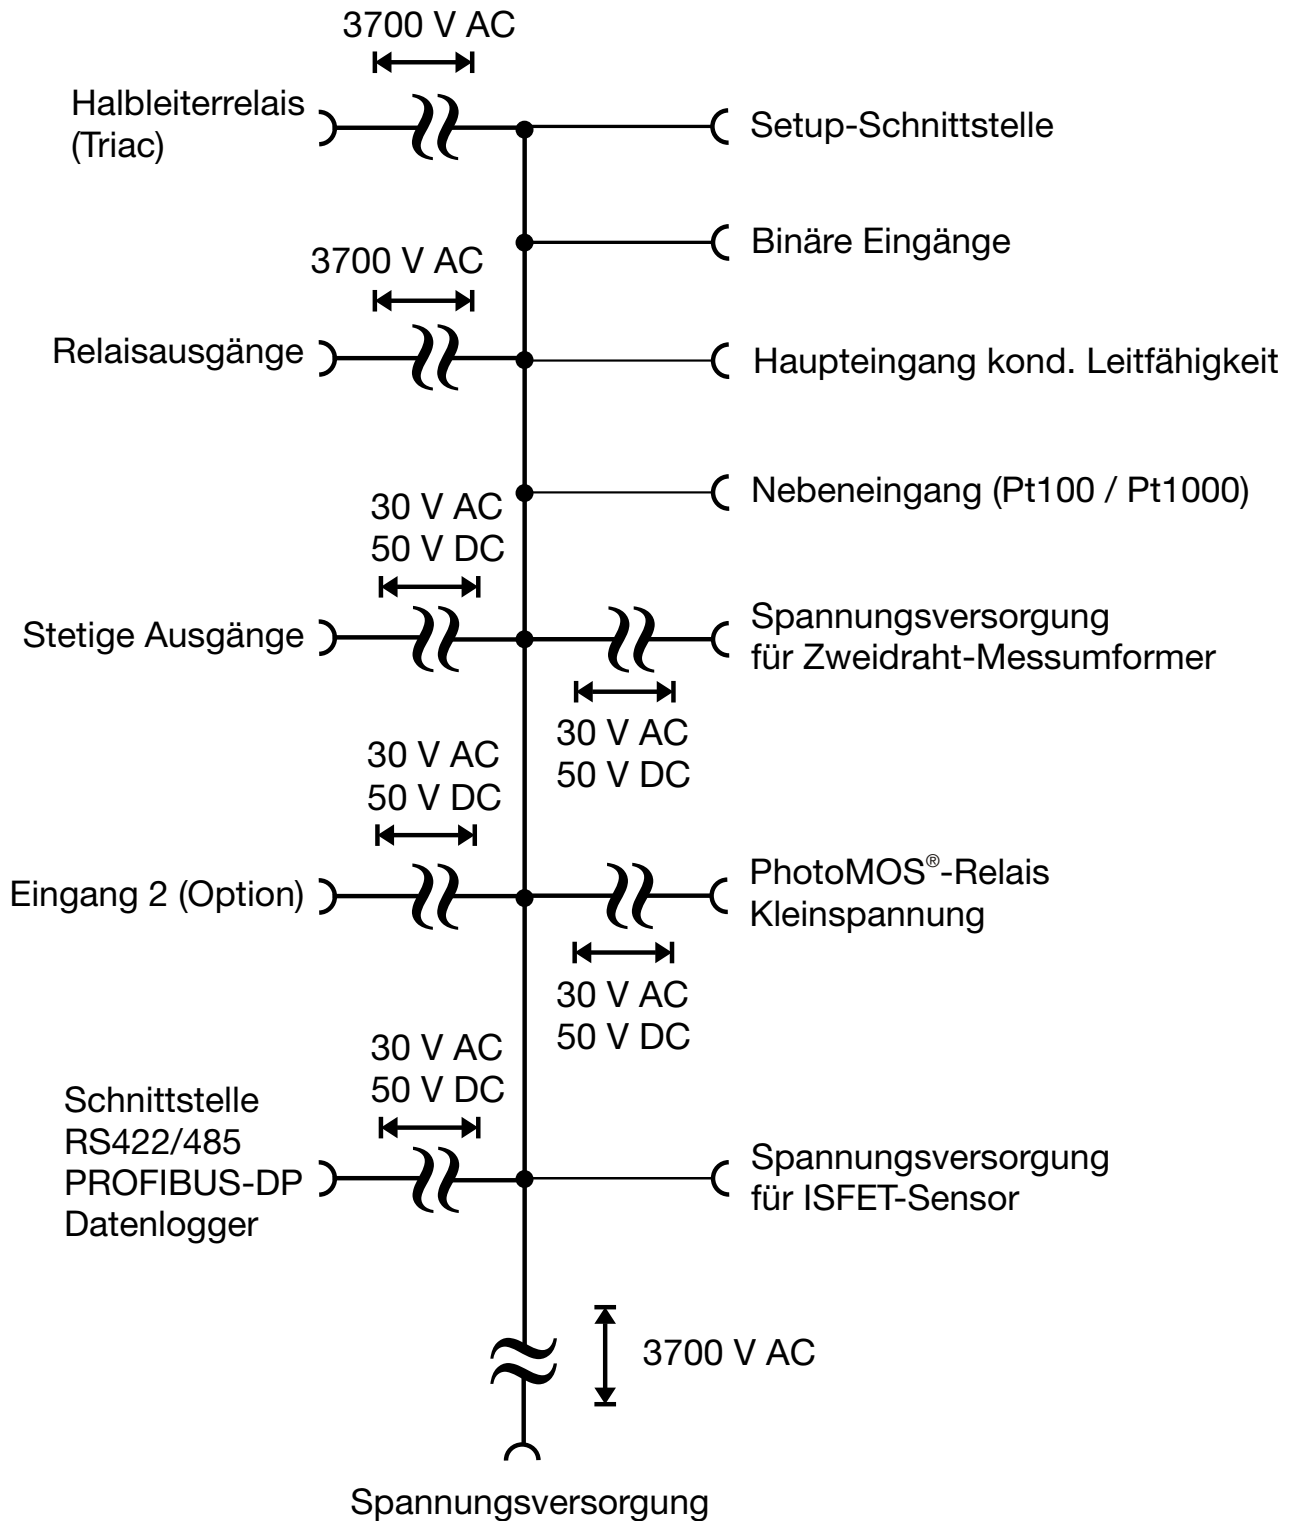 3700 V AC
Halbleiterrelais
(Triac)
Setup-Schnittstelle
Binäre Eingänge
3700 V AC
Relaisausgänge
Haupteingang kond. Leitfähigkeit
Nebeneingang (Pt100 / Pt1000)
30 V AC
50 V DC
Stetige Ausgänge
Spannungsversorgung
für Zweidraht-Messumformer
30 V AC
50 V DC
30 V AC
50 V DC
Eingang 2 (Option)
PhotoMOS®-Relais
Kleinspannung
30 V AC
50 V DC
30 V AC
50 V DC
Schnittstelle
RS422/485
PROFIBUS-DP
Datenlogger
Spannungsversorgung
für ISFET-Sensor
3700 V AC
Spannungsversorgung